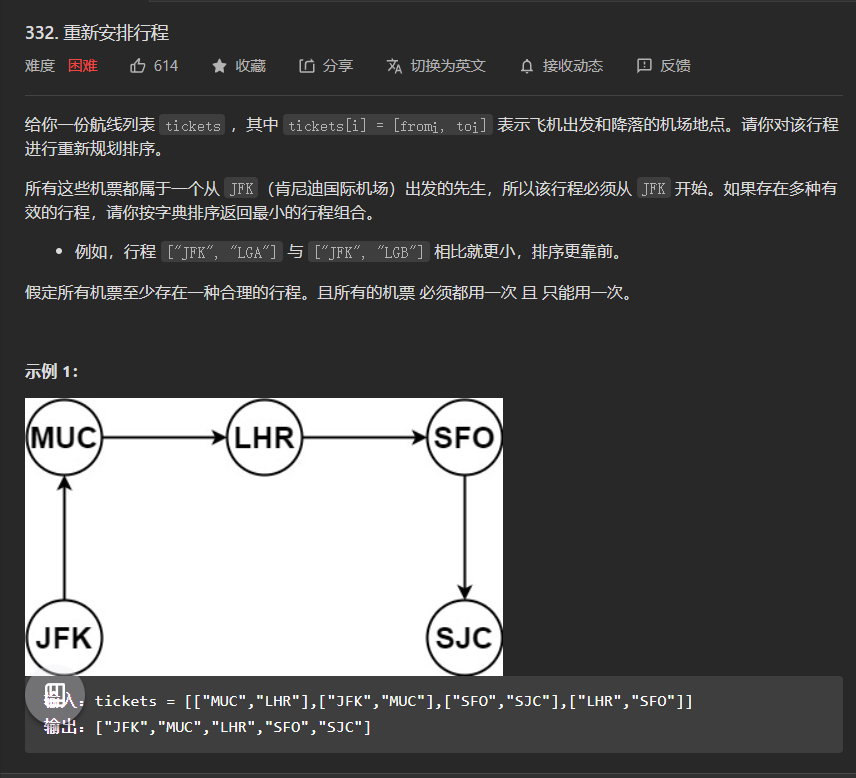 332. 重新安排行程
难度 困难 614 收藏 分享 切换为英文 接收动态 反馈
给你一份航线列表 tickets ，其中 tickets[i] = [fromi, toi] 表示飞机出发和降落的机场地点。请你对该行程
进行重新规划排序。
所有这些机票都属于一个从 JFK（肯尼迪国际机场）出发的先生，所以该行程必须从 JFK 开始。如果存在多种有
效的行程，请你按字典排序返回最小的行程组合。
• 例如，行程 ["JFK", "LGA"] 与 ["JFK", "LGB"] 相比就更小，排序更靠前。
假定所有机票至少存在一种合理的行程。且所有的机票 必须都用一次 且 只能用一次。
示例 1：
MUC LHR SFO
JFK SJC
输入：tickets = [["MUC","LHR"],["JFK","MUC"],["SFO","SJC"],["LHR","SFO"]]
输出：["JFK","MUC","LHR","SFO","SJC"]